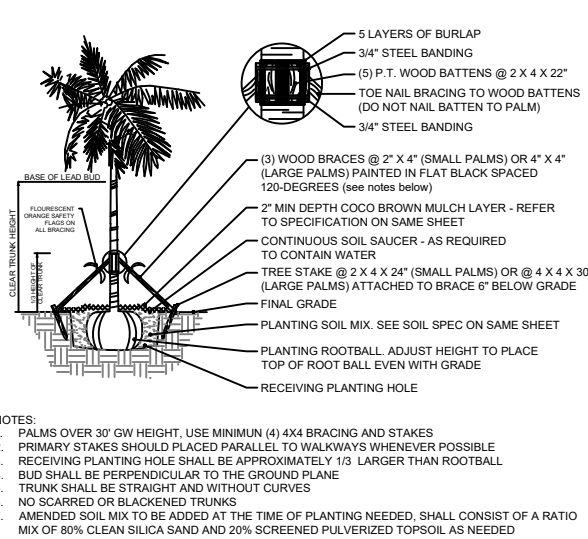 5 LAYERS OF BURLAP
3/4" STEEL BANDING
(5) P.T. WOOD BATTENS @ 2 X 4 X 22"
TOE NAIL BRACING TO WOOD BATTENS
(DO NOT NAIL BATTEN TO PALM)
3/4" STEEL BANDING
(3) WOOD BRACES @ 2" X 4" (SMALL PALMS) OR 4" X 4"
(LARGE PALMS) PAINTED IN FLAT BLACK SPACED
120-DEGREES (see notes below)
2" MIN DEPTH COCO BROWN MULCH LAYER - REFER
TO SPECIFICATION ON SAME SHEET
CONTINUOUS SOIL SAUCER - AS REQUIRED
TO CONTAIN WATER
TREE STAKE @ 2 X 4 X 24" (SMALL PALMS) OR @ 4 X 4 X 30
(LARGE PALMS) ATTACHED TO BRACE 6" BELOW GRADE
FINAL GRADE
PLANTING SOIL MIX. SEE SOIL SPEC ON SAME SHEET
PLANTING ROOTBALL. ADJUST HEIGHT TO PLACE
TOP OF ROOT BALL EVEN WITH GRADE
RECEIVING PLANTING HOLE
BASE OF LEAD BUD
FLOURESCENT
ORANGE SAFETY
FLAGS ON
ALL BRACING
CLEAR TRUNK HEIGHT
1/3 HEIGHT OF
CLEAR TRUNK
NOTES:
PALMS OVER 30' GW HEIGHT, USE MINIMUN (4) 4X4 BRACING AND STAKES
PRIMARY STAKES SHOULD PLACED PARALLEL TO WALKWAYS WHENEVER POSSIBLE
RECEIVING PLANTING HOLE SHALL BE APPROXIMATELY 1/3 LARGER THAN ROOTBALL
BUD SHALL BE PERPENDICULAR TO THE GROUND PLANE
TRUNK SHALL BE STRAIGHT AND WITHOUT CURVES
NO SCARRED OR BLACKENED TRUNKS
AMENDED SOIL MIX TO BE ADDED AT THE TIME OF PLANTING NEEDED, SHALL CONSIST OF A RATIO
MIX OF 80% CLEAN SILICA SAND AND 20% SCREENED PULVERIZED TOPSOIL AS NEEDED